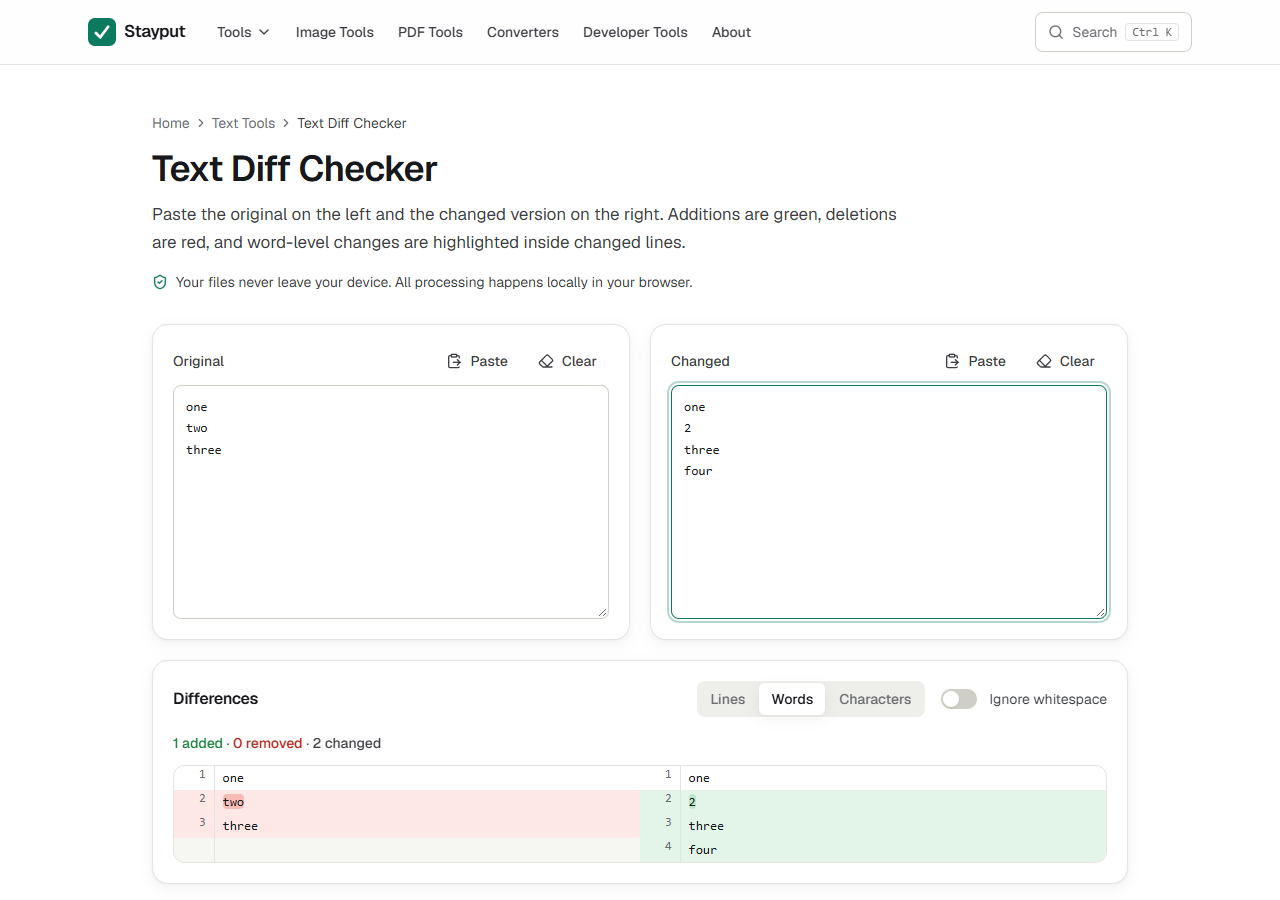 Stayput Tools Image Tools PDF Tools Converters Developer Tools About Search Ctrl K
Home > Text Tools > Text Diff Checker
Text Diff Checker
Paste the original on the left and the changed version on the right. Additions are green, deletions
are red, and word-level changes are highlighted inside changed lines.
Your files never leave your device. All processing happens locally in your browser.
Original Paste Clear
one
two
three
Changed Paste Clear
one
2
three
four
Differences Lines Words Characters Ignore whitespace
1 added · 0 removed · 2 changed
1 one 1 one
2 two 2 2
3 three 3 three
4 four